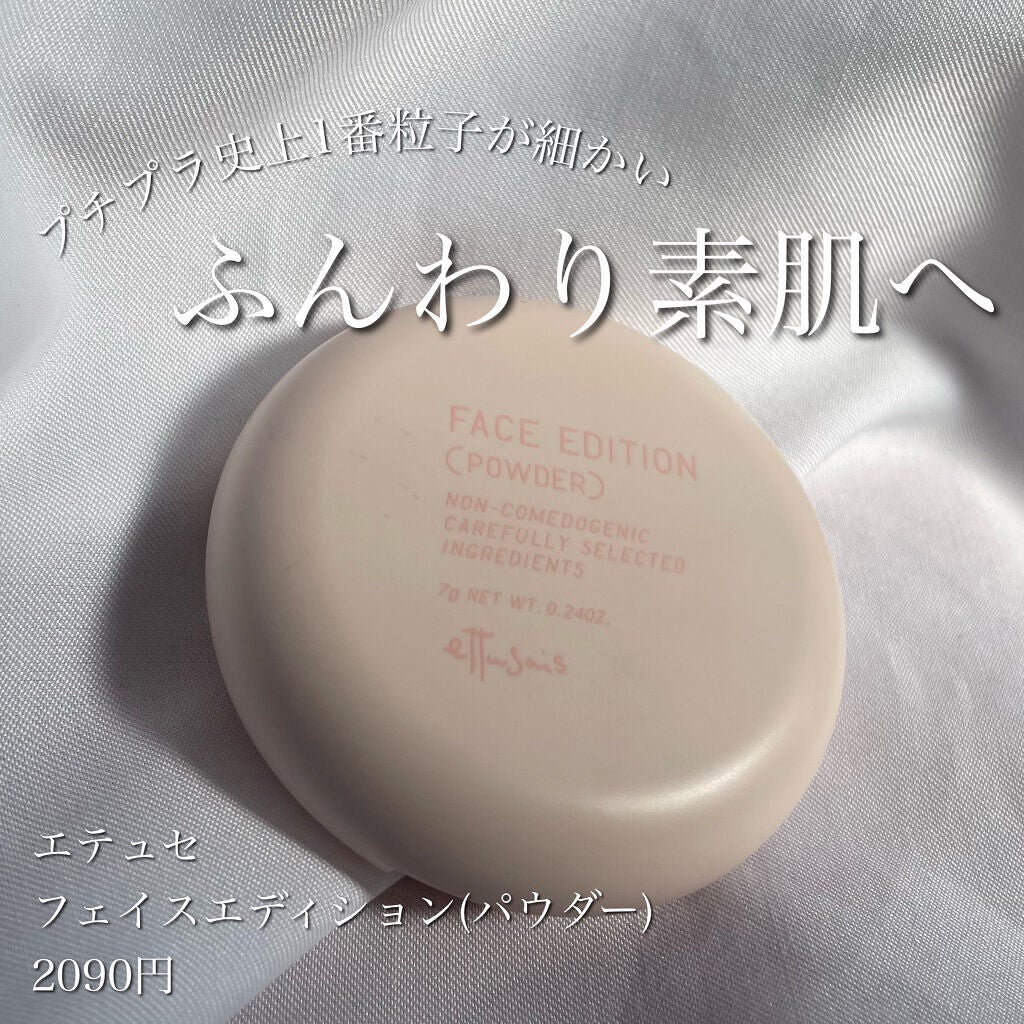 プチプラ史上1番粒子が細かい
ふんわり素肌へ
FACE EDITION
(POWDER)
NON-COMEDOGENIC
CAREFULLY SELECTED
INGREDIENTS
7g NET WT. 0.24OZ.
ettusais
エテュセ
フェイスエディション(パウダー)
2090円